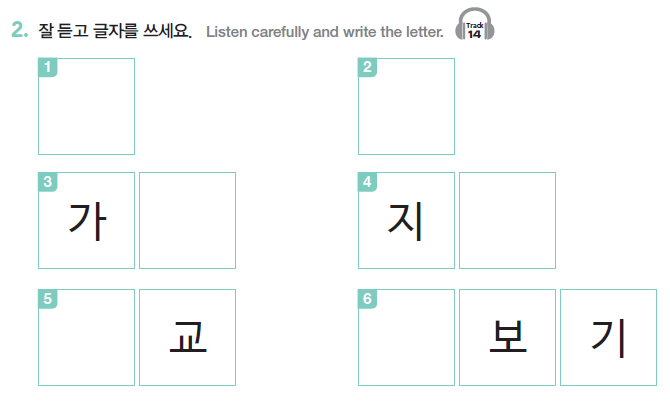 2. 잘 듣고 글자를 쓰세요. Listen carefully and write the letter. Track 14
1 2
3 가 4 지
5 교 6 보 기